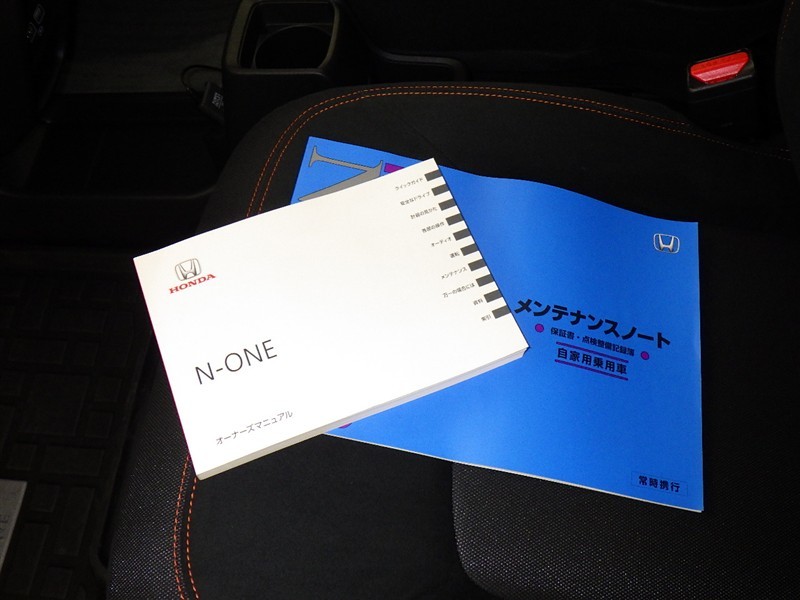 HONDA
N-ONE
オーナーズマニュアル
クイックガイド
安全なドライブ
計器の見かた
各部の操作
オーディオ
運転
メンテナンス
万一の場合には
資料
索引
メンテナンスノート
保証書・点検整備記録簿
自家用乗用車
常時携行